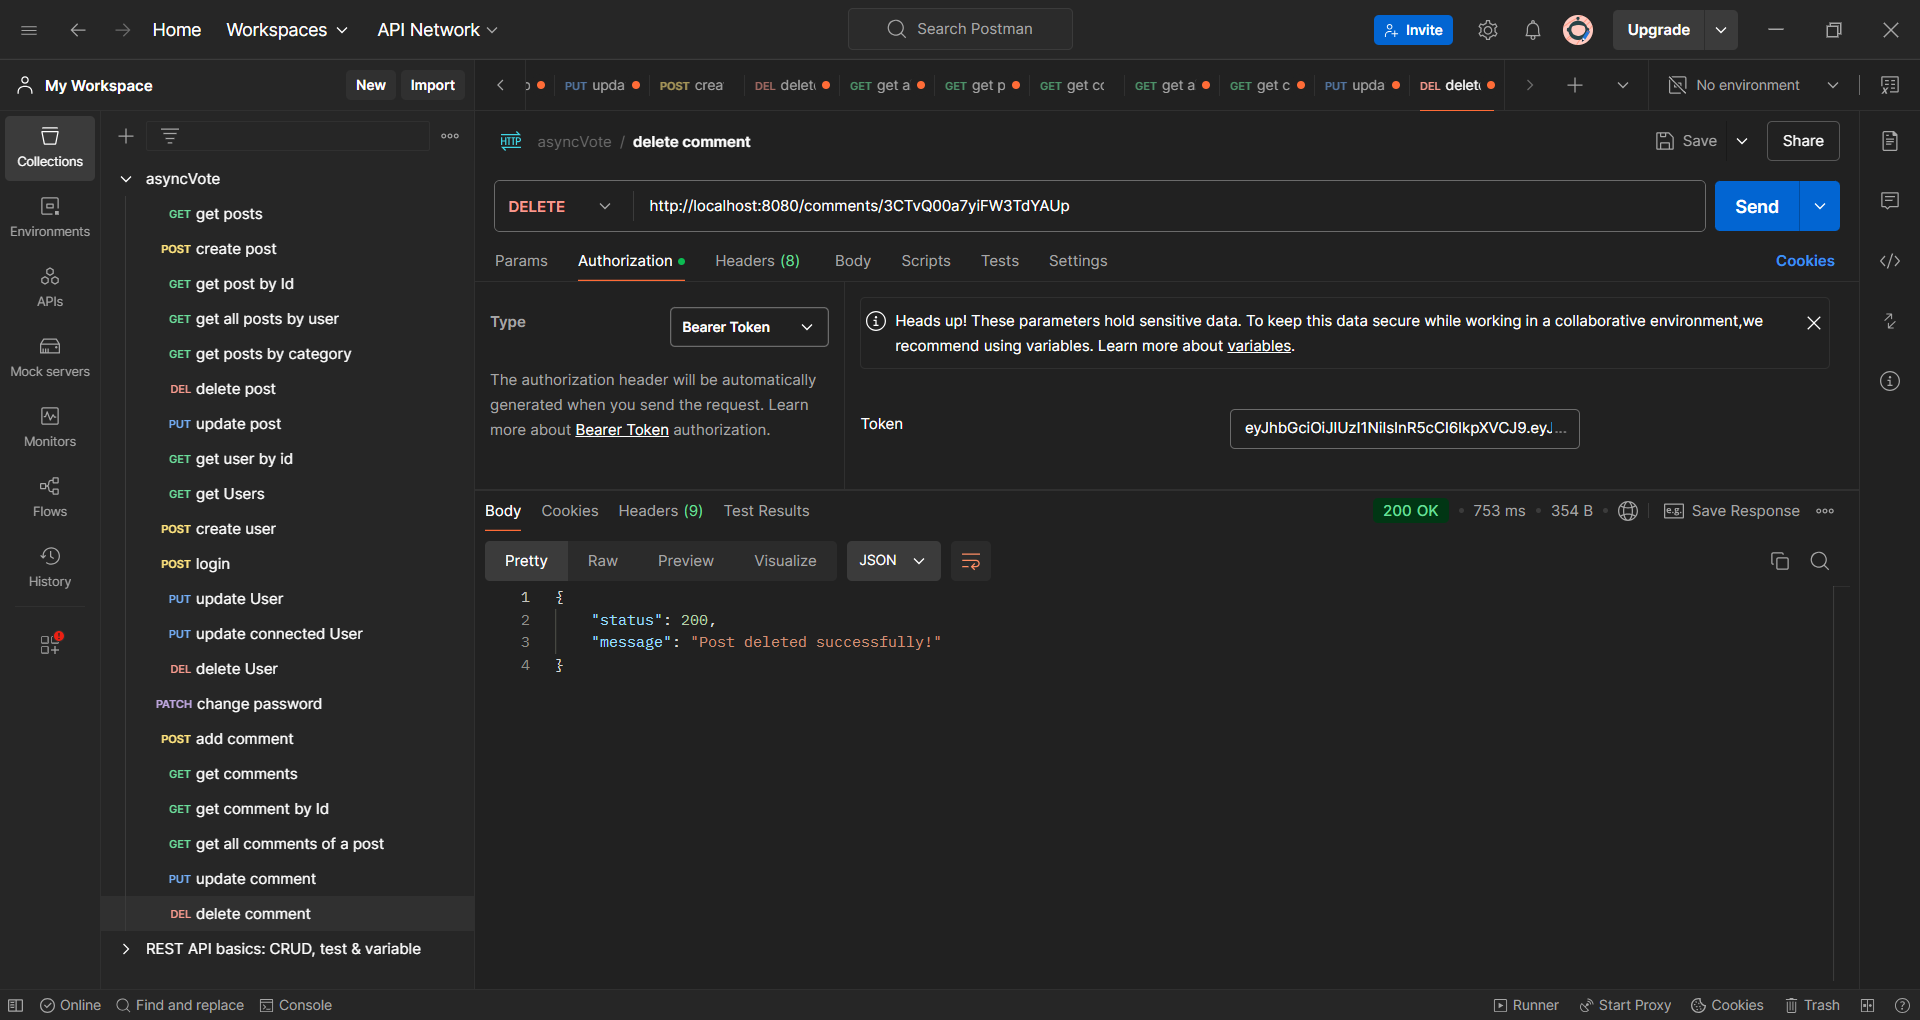 Home Workspaces API Network Search Postman Invite Upgrade
My Workspace New Import
PUT upda POST crea DEL delet GET get a GET get p GET get cc GET get a GET get c PUT upda DEL delet No environment
Collections
Environments
APIs
Mock servers
Monitors
Flows
History
asyncVote
GET get posts
POST create post
GET get post by Id
GET get all posts by user
GET get posts by category
DEL delete post
PUT update post
GET get user by id
GET get Users
POST create user
POST login
PUT update User
PUT update connected User
DEL delete User
PATCH change password
POST add comment
GET get comments
GET get comment by Id
GET get all comments of a post
PUT update comment
DEL delete comment
REST API basics: CRUD, test & variable
HTTP asyncVote / delete comment Save Share
DELETE http://localhost:8080/comments/3CTvQ00a7yiFW3TdYAUp Send
Params Authorization Headers (8) Body Scripts Tests Settings Cookies
Type Bearer Token
The authorization header will be automatically
generated when you send the request. Learn
more about Bearer Token authorization.
Heads up! These parameters hold sensitive data. To keep this data secure while working in a collaborative environment,we
recommend using variables. Learn more about variables.
Token eyJhbGciOiJIUzI1NiIsInR5cCI6IkpXVCJ9.eyJ...
Body Cookies Headers (9) Test Results 200 OK 753 ms 354 B e.g. Save Response
Pretty Raw Preview Visualize JSON
1 {
2 "status": 200,
3 "message": "Post deleted successfully!"
4 }
Online Find and replace Console Runner Start Proxy Cookies Trash